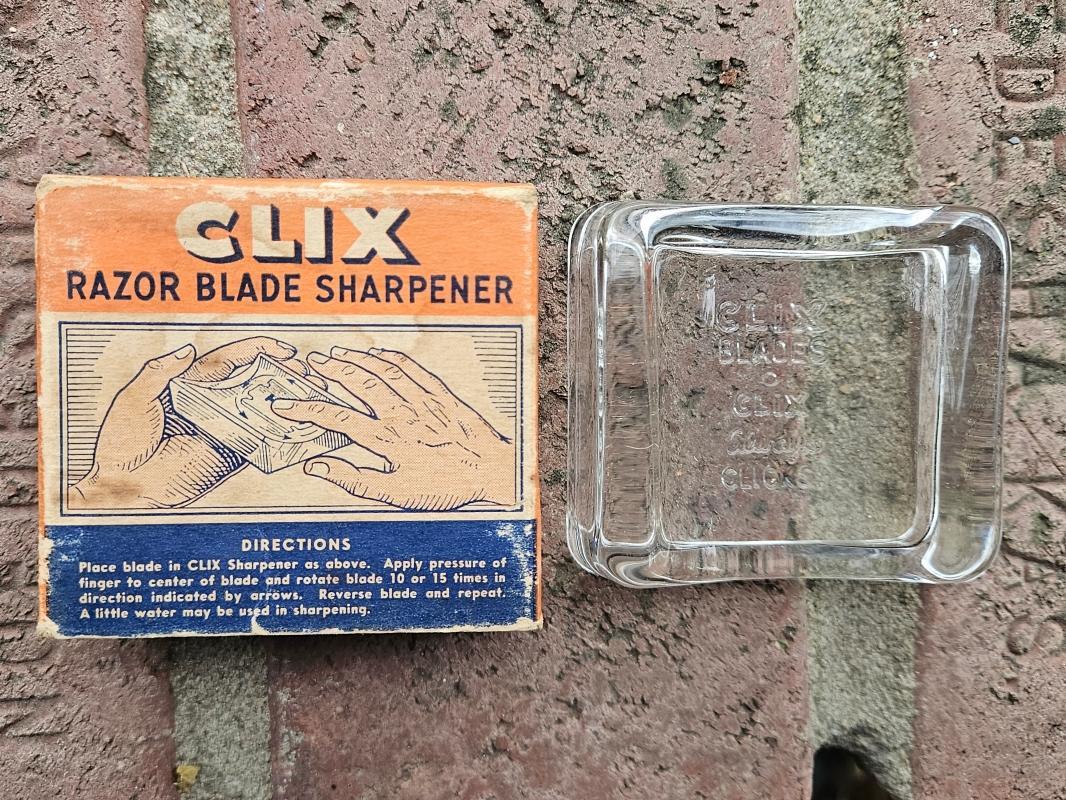 CLIX
RAZOR BLADE SHARPENER
DIRECTIONS
Place blade in CLIX Sharpener as above. Apply pressure of
finger to center of blade and rotate blade 10 or 15 times in
direction indicated by arrows. Reverse blade and repeat.
A little water may be used in sharpening.
CLIX
BLADES
CLIX
Always
CLICKS